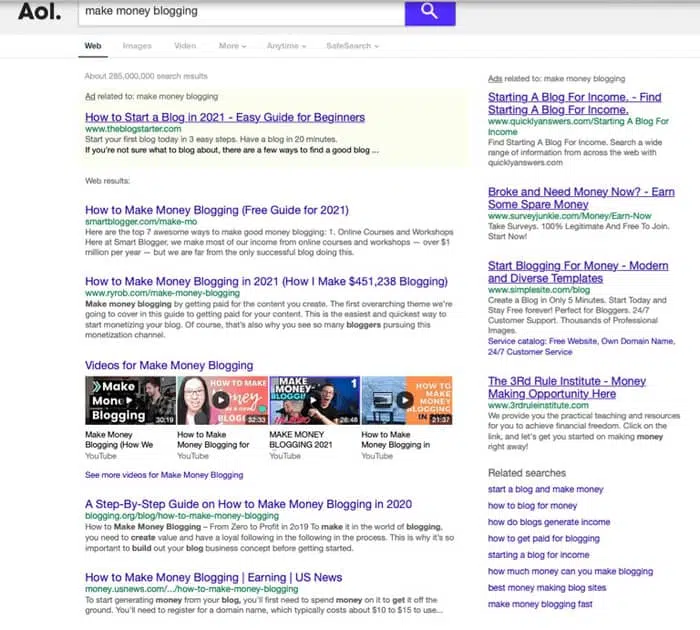 Aol.
make money blogging
Web Images Video More Anytime SafeSearch
About 285,000,000 search results
Ad related to: make money blogging
How to Start a Blog in 2021 - Easy Guide for Beginners
www.theblogstarter.com
Start your first blog today in 3 easy steps. Have a blog in 20 minutes.
If you're not sure what to blog about, there are a few ways to find a good blog ...
Web results:
How to Make Money Blogging (Free Guide for 2021)
smartblogger.com/make-mo
Here are the top 7 awesome ways to make good money blogging: 1. Online Courses and Workshops
Here at Smart Blogger, we make most of our income from online courses and workshops — over $1
million per year — but we are far from the only successful blog doing this.
How to Make Money Blogging in 2021 (How I Make $451,238 Blogging)
www.ryrob.com/make-money-blogging
Make money blogging by getting paid for the content you create. The first overarching theme we're
going to cover in this guide to getting paid for your content. This is the easiest and quickest way to
start monetizing your blog. Of course, that's also why you see so many bloggers pursuing this
monetization channel.
Videos for Make Money Blogging
Make
Money
Blogging
30:19
HOW TO MAKE
money
BLOGGI
32:33
MAKE
MONEY
BLOGGI
1
26:48
HOW TO
MAKE MONEY
BLOGGING
IN
21:37
Make Money
Blogging (How We
YouTube
How to Make
Money Blogging for
YouTube
MAKE MONEY
BLOGGING 2021
YouTube
How to Make
Money Blogging in
YouTube
See more videos for Make Money Blogging
A Step-By-Step Guide on How to Make Money Blogging in 2020
blogging.org/blog/how-to-make-money-blogging
How to Make Money Blogging – From Zero to Profit in 2o19 To make it in the world of blogging,
you need to create value and have a loyal following in the following in the process. This is why it's so
important to build out your blog business concept before getting started.
How to Make Money Blogging | Earning | US News
money.usnews.com/.../how-to-make-money-blogging
To start generating money from your blog, you'll first need to spend money on to get it off the
ground. You'll need to register for a domain name, which typically costs about $10 to $15 to use...
Ads related to: make money blogging
Starting A Blog For Income. - Find
Starting A Blog For Income.
www.quicklyanswers.com/Starting A Blog For
Income
Find Starting A Blog For Income. Search a wide
range of information from across the web with
quicklyanswers.com
Broke and Need Money Now? - Earn
Some Spare Money
www.surveyjunkie.com/Money/Earn-Now
Take Surveys. 100% Legitimate And Free To Join.
Start Now!
Start Blogging For Money - Modern
and Diverse Templates
www.simplesite.com/blog
Create a Blog in Only 5 Minutes. Start Today and
Stay Free forever! Perfect for Bloggers. 24/7
Customer Support. Thousands of Professional
Images.
Service catalog: Free Website, Own Domain Name,
24/7 Customer Service
The 3Rd Rule Institute - Money
Making Opportunity Here
www.3rdruleinstitute.com
We provide you the practical teaching and resources
for you to achieve financial freedom. Click on the
link, and let's get you started on making money
right away!
Related searches
start a blog and make money
how to blog for money
how do blogs generate income
how to get paid for blogging
starting a blog for income
how much money can you make blogging
best money making blog sites
make money blogging fast